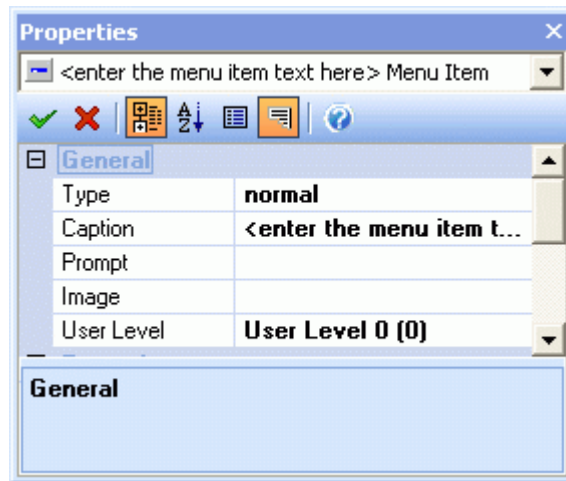 Properties
<enter the menu item text here> Menu Item
General
Type normal
Caption <enter the menu item t...
Prompt
Image
User Level User Level 0 (0)
General